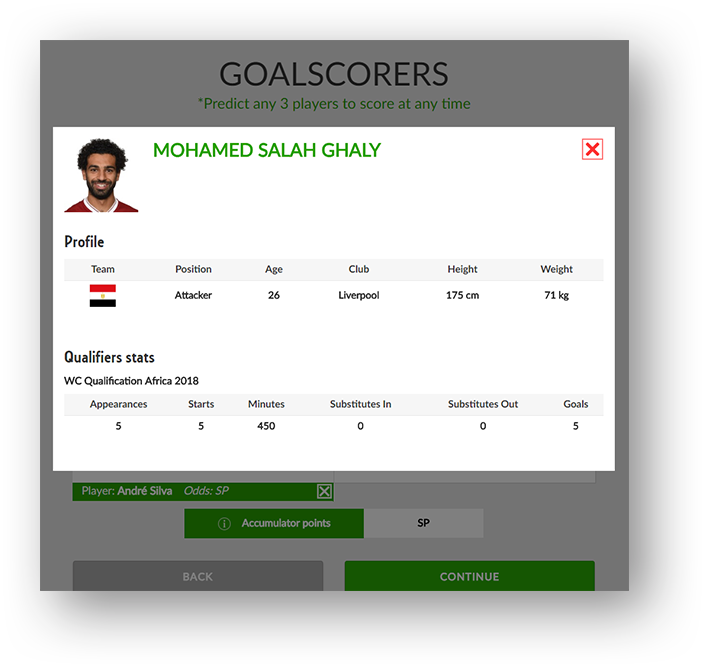 GOALSCORERS
*Predict any 3 players to score at any time
MOHAMED SALAH GHALY
Profile
Team Position Age Club Height Weight
Attacker 26 Liverpool 175 cm 71 kg
Qualifiers stats
WC Qualification Africa 2018
Appearances Starts Minutes Substitutes In Substitutes Out Goals
5 5 450 0 0 5
Player: André Silva Odds: SP
Accumulator points SP
BACK CONTINUE